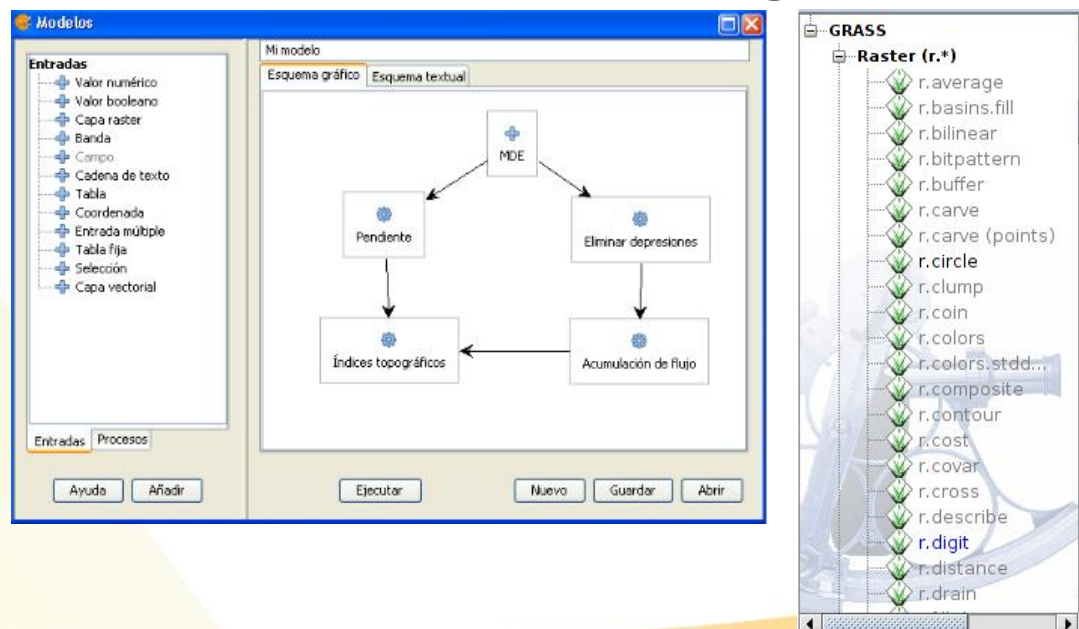 Modelos
Entradas
Valor numérico
Valor booleano
Capa raster
Banda
Campo
Cadena de texto
Tabla
Coordenada
Entrada múltiple
Tabla fija
Selección
Capa vectorial
Entradas Procesos
Ayuda Añadir
Mi modelo
Esquema gráfico Esquema textual
MDE
Pendiente
Eliminar depresiones
Índices topográficos
Acumulación de flujo
Ejecutar Nuevo Guardar Abrir
GRASS
Raster (r.*)
r.average
r.basins.fill
r.bilinear
r.bitpattern
r.buffer
r.carve
r.carve (points)
r.circle
r.clump
r.coin
r.colors
r.colors.stdd...
r.composite
r.contour
r.cost
r.covar
r.cross
r.describe
r.digit
r.distance
r.drain